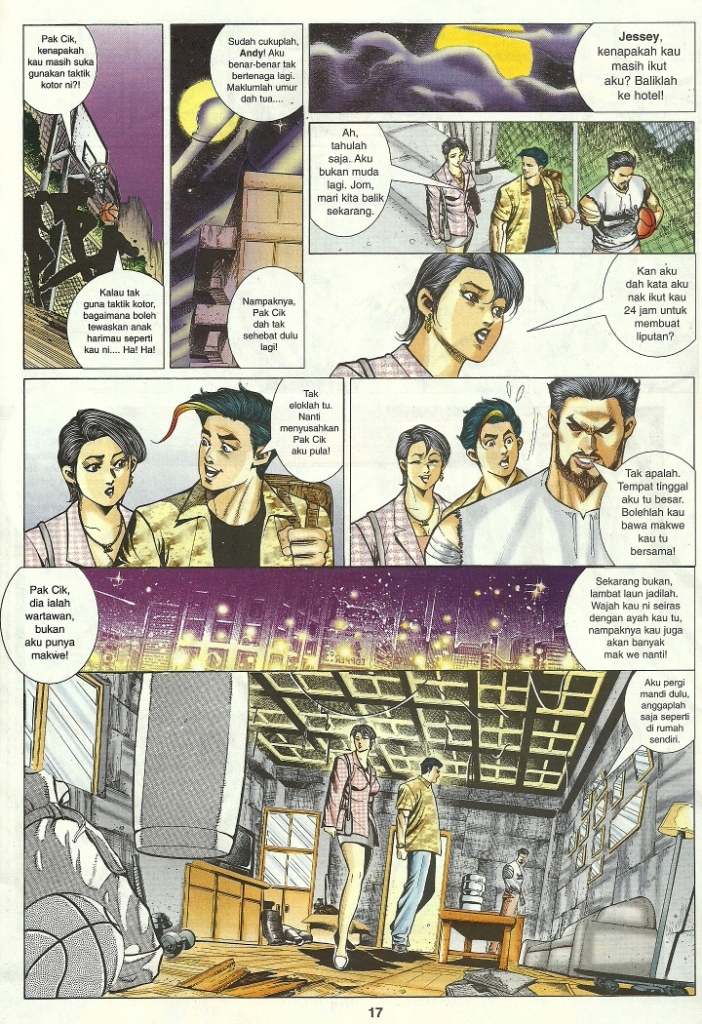 Pak Cik,
kenapakah
kau masih suka
gunakan taktik
kotor ni?!
Kalau tak
guna taktik kotor,
bagaimana boleh
tewaskan anak
harimau seperti
kau ni.... Ha! Ha!
Sudah cukuplah,
Andy! Aku
benar-benar tak
bertenaga lagi.
Maklumlah umur
dah tua....
Nampaknya,
Pak Cik
dah tak
sehebat dulu
lagi!
Jessey,
kenapakah kau
masih ikut
aku? Baliklah
ke hotel!
Ah,
tahulah
saja. Aku
bukan muda
lagi. Jom,
mari kita balik
sekarang.
Kan aku
dah kata aku
nak ikut kau
24 jam untuk
membuat
liputan?
Tak
eloklah tu.
Nanti
menyusahkan
Pak Cik
aku pula!
Tak apalah.
Tempat tinggal
aku tu besar.
Bolehlah kau
bawa makwe
kau tu
bersama!
Pak Cik,
dia ialah
wartawan,
bukan
aku punya
makwe!
Sekarang bukan,
lambat laun jadilah.
Wajah kau ni seiras
dengan ayah kau tu,
nampaknya kau juga
akan banyak
mak we nanti!
Aku pergi
mandi dulu,
anggaplah
saja seperti
di rumah
sendiri.
17